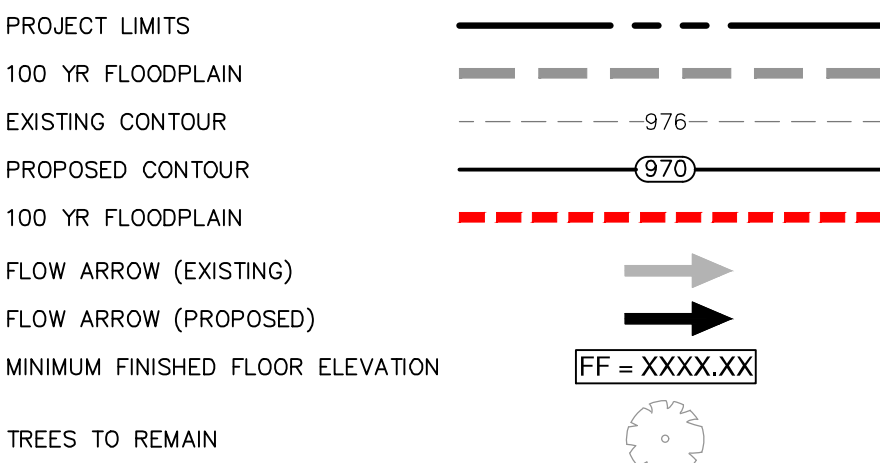 PROJECT LIMITS
100 YR FLOODPLAIN
EXISTING CONTOUR 976
PROPOSED CONTOUR 970
100 YR FLOODPLAIN
FLOW ARROW (EXISTING)
FLOW ARROW (PROPOSED)
MINIMUM FINISHED FLOOR ELEVATION FF = XXXX.XX
TREES TO REMAIN